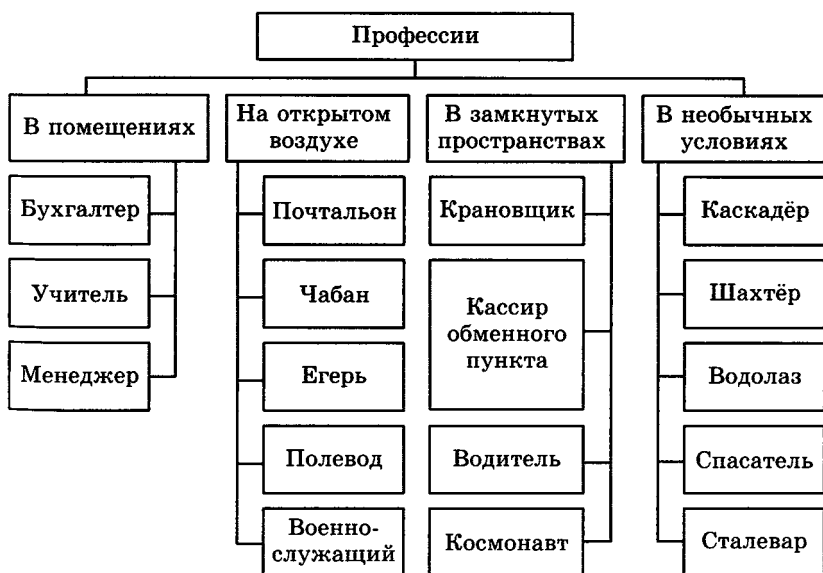 Профессии
В помещениях
Бухгалтер
Учитель
Менеджер
На открытом
воздухе
Почтальон
Чабан
Егерь
Полевод
Военно-
служащий
В замкнутых
пространствах
Крановщик
Кассир
обменного
пункта
Водитель
Космонавт
В необычных
условиях
Каскадёр
Шахтёр
Водолаз
Спасатель
Сталевар